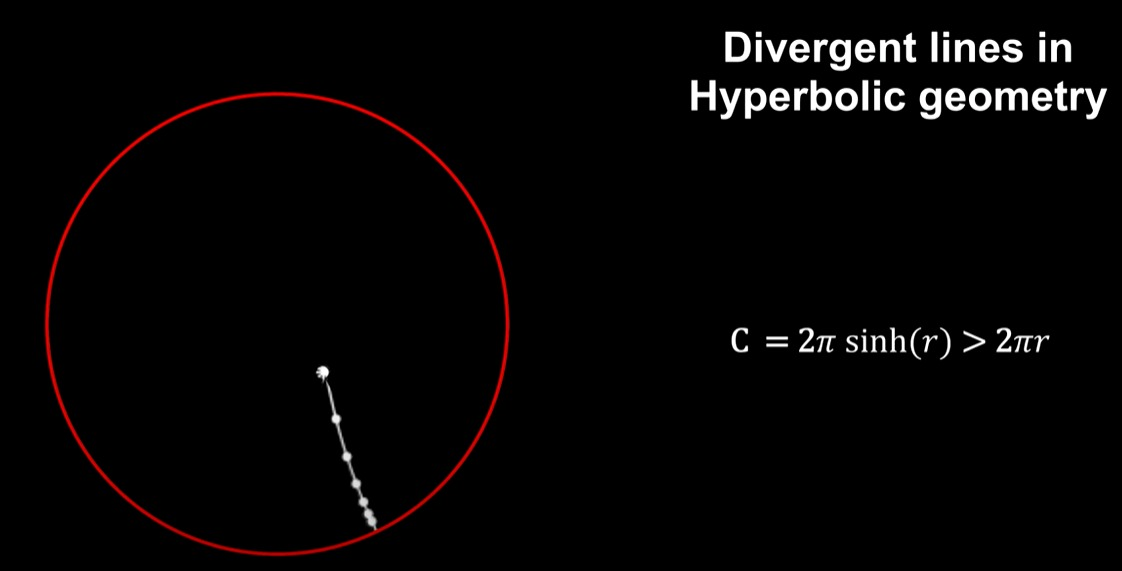 Divergent lines in
Hyperbolic geometry
C = 2π sinh(r) > 2πr